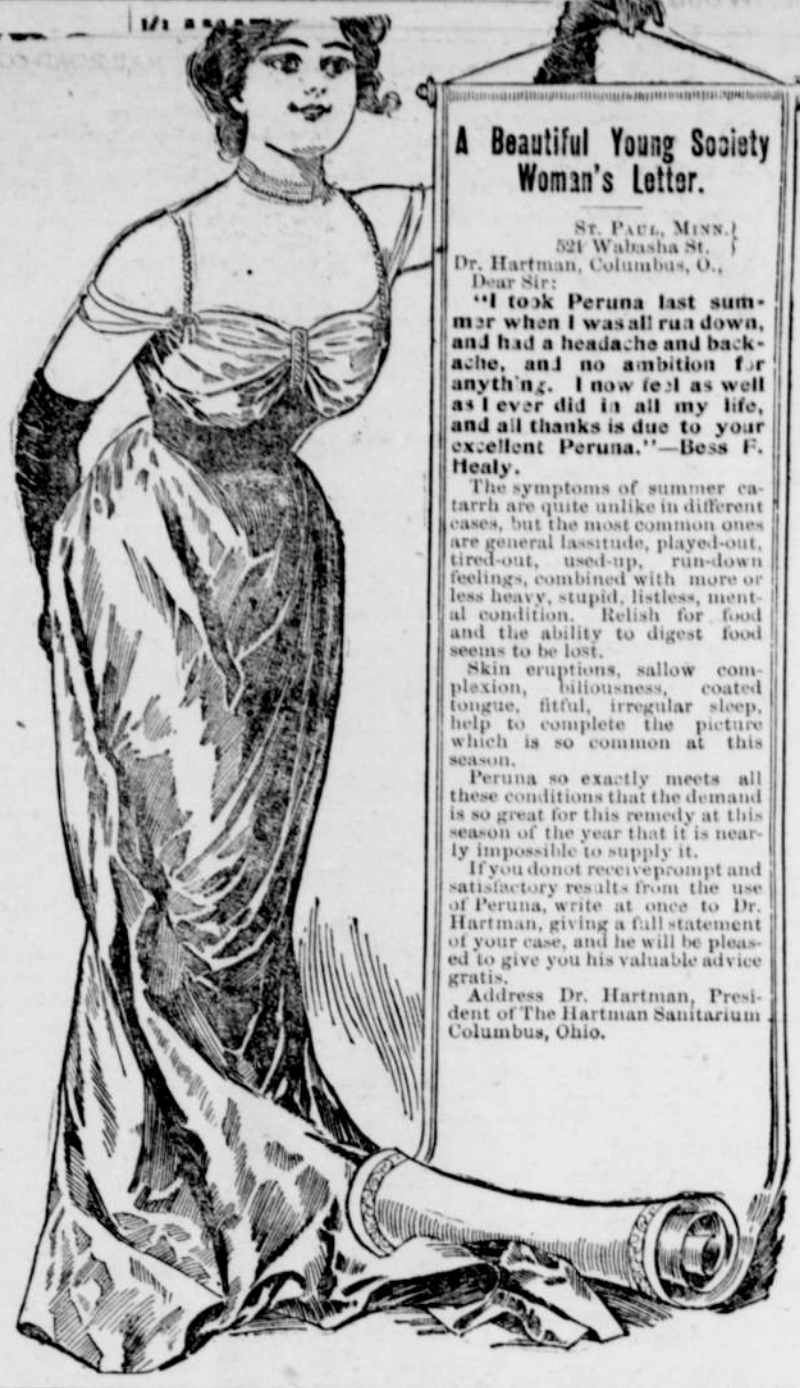 A Beautiful Young Society
Woman's Letter.
ST. PAUL, MINN.}
521 Wabasha St. }
Dr. Hartman, Columbus, O.,
Dear Sir:
"I took Peruna last sum-
mer when I was all run down,
and had a headache and back-
ache, and no ambition for
anything. I now feel as well
as I ever did in all my life,
and all thanks is due to your
excellent Peruna."—Bess F.
Healy.
The symptoms of summer ca-
tarrh are quite unlike in different
cases, but the most common ones
are general lassitude, played-out,
tired-out, used-up, run-down
feelings, combined with more or
less heavy, stupid, listless, ment-
al condition. Relish for food
and the ability to digest food
seems to be lost.
Skin eruptions, sallow com-
plexion, biliousness, coated
tongue, fitful, irregular sleep,
help to complete the picture
which is so common at this
season.
Peruna so exactly meets all
these conditions that the demand
is so great for this remedy at this
season of the year that it is near-
ly impossible to supply it.
If you do not receive prompt and
satisfactory results from the use
of Peruna, write at once to Dr.
Hartman, giving a full statement
of your case, and he will be pleas-
ed to give you his valuable advice
gratis.
Address Dr. Hartman, Presi-
dent of The Hartman Sanitarium
Columbus, Ohio.